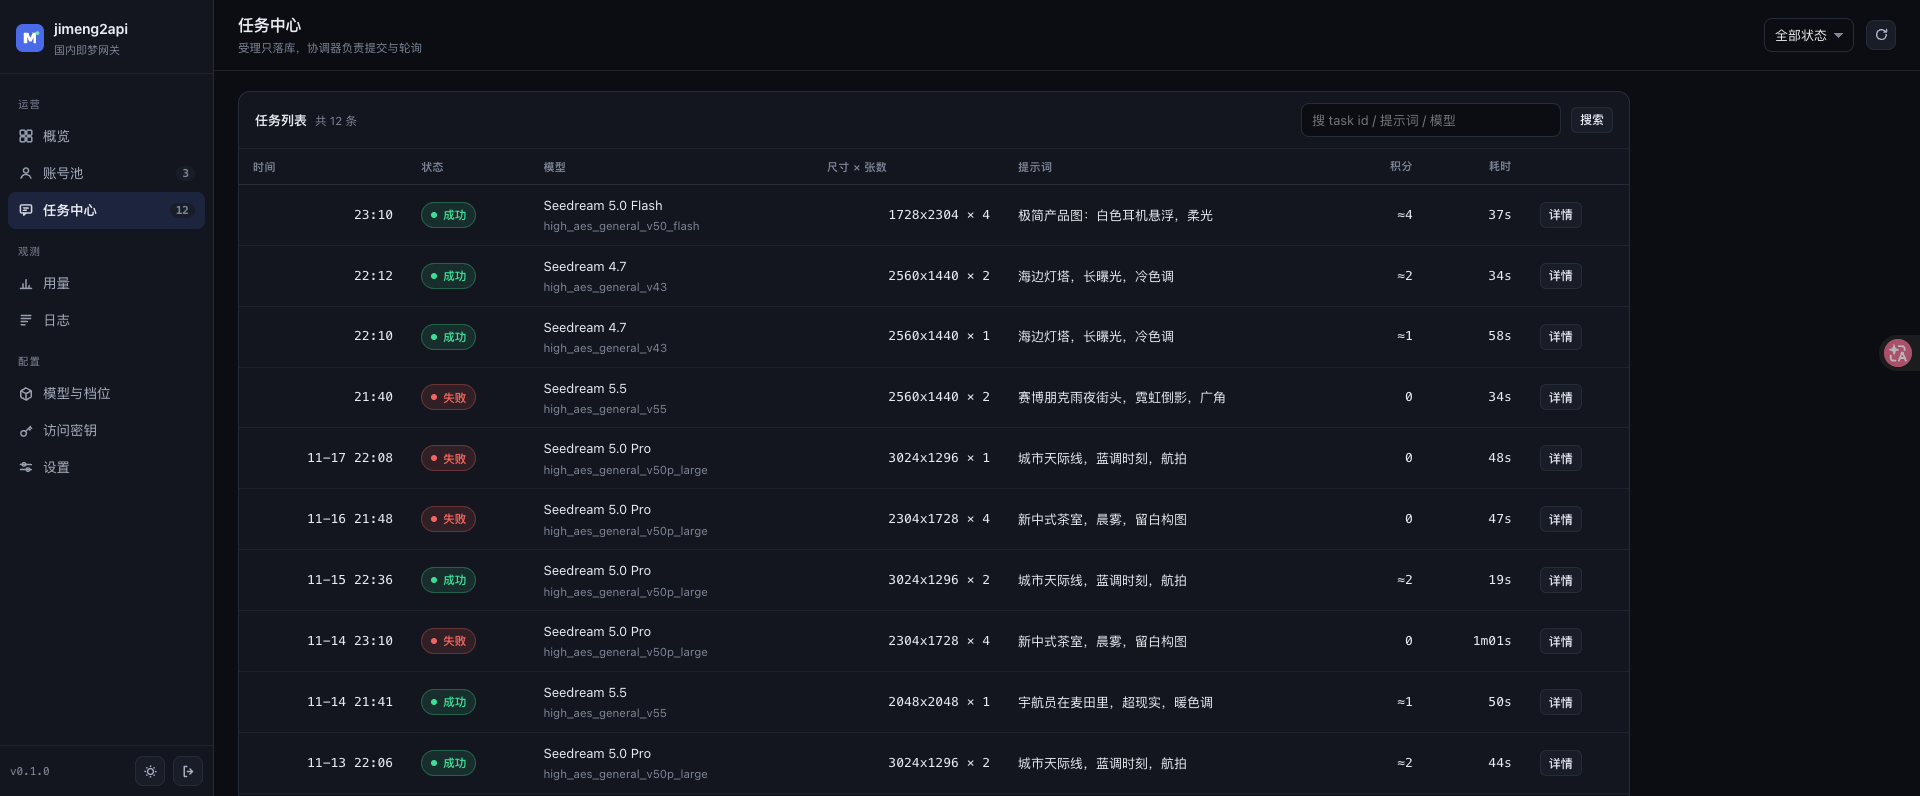 jimeng2api
国内即梦网关
运营
概览
账号池 3
任务中心 12
观测
用量
日志
配置
模型与档位
访问密钥
设置
v0.1.0
任务中心
受理只落库，协调器负责提交与轮询
全部状态
任务列表 共 12 条
搜 task id / 提示词 / 模型
搜索
时间 状态 模型 尺寸 × 张数 提示词 积分 耗时
23:10 成功 Seedream 5.0 Flash 1728x2304 × 4 极简产品图：白色耳机悬浮，柔光 ≈4 37s 详情
high_aes_general_v50_flash
22:12 成功 Seedream 4.7 2560x1440 × 2 海边灯塔，长曝光，冷色调 ≈2 34s 详情
high_aes_general_v43
22:10 成功 Seedream 4.7 2560x1440 × 1 海边灯塔，长曝光，冷色调 ≈1 58s 详情
high_aes_general_v43
21:40 失败 Seedream 5.5 2560x1440 × 2 赛博朋克雨夜街头，霓虹倒影，广角 0 34s 详情
high_aes_general_v55
11-17 22:08 失败 Seedream 5.0 Pro 3024x1296 × 1 城市天际线，蓝调时刻，航拍 0 48s 详情
high_aes_general_v50p_large
11-16 21:48 失败 Seedream 5.0 Pro 2304x1728 × 4 新中式茶室，晨雾，留白构图 0 47s 详情
high_aes_general_v50p_large
11-15 22:36 成功 Seedream 5.0 Pro 3024x1296 × 2 城市天际线，蓝调时刻，航拍 ≈2 19s 详情
high_aes_general_v50p_large
11-14 23:10 失败 Seedream 5.0 Pro 2304x1728 × 4 新中式茶室，晨雾，留白构图 0 1m01s 详情
high_aes_general_v50p_large
11-14 21:41 成功 Seedream 5.5 2048x2048 × 1 宇航员在麦田里，超现实，暖色调 ≈1 50s 详情
high_aes_general_v55
11-13 22:06 成功 Seedream 5.0 Pro 3024x1296 × 2 城市天际线，蓝调时刻，航拍 ≈2 44s 详情
high_aes_general_v50p_large